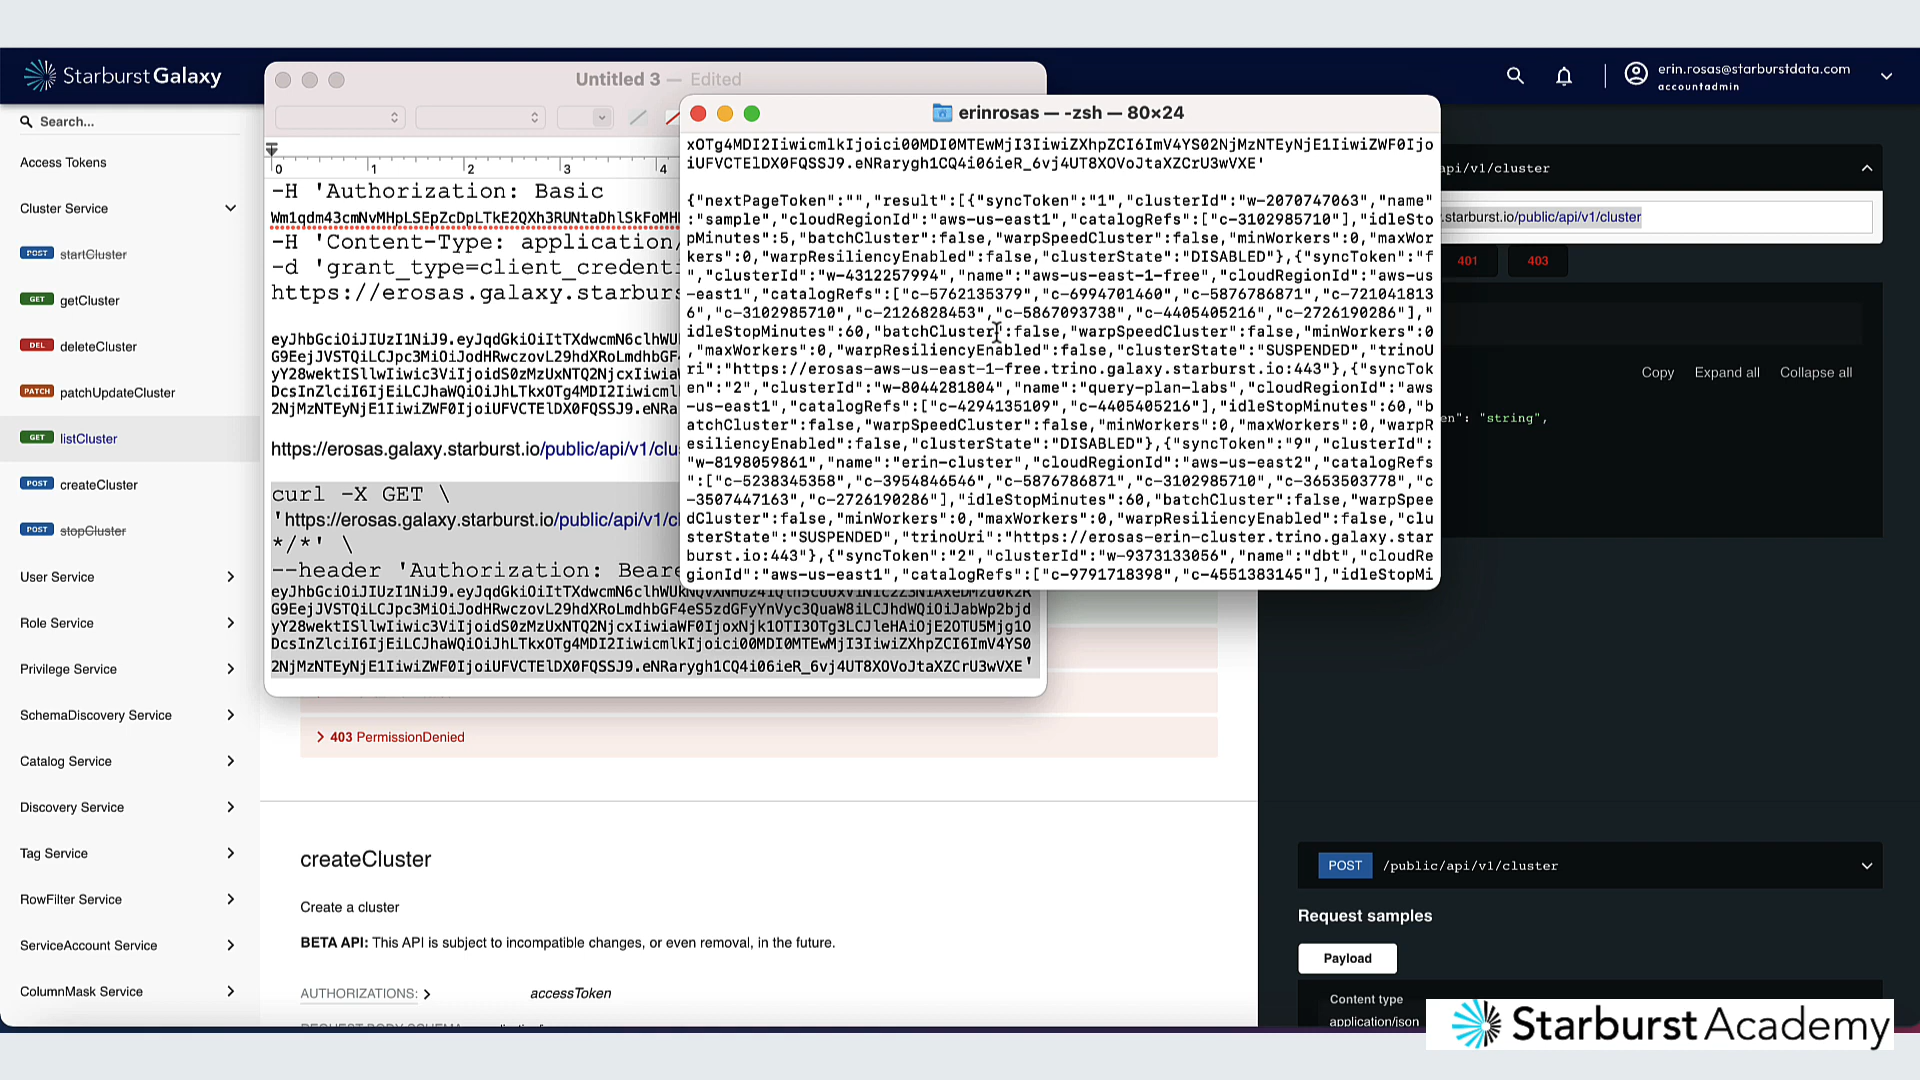 Starburst Galaxy
Search...
Access Tokens
Cluster Service
POST startCluster
GET getCluster
DEL deleteCluster
PATCH patchUpdateCluster
GET listCluster
POST createCluster
POST stopCluster
User Service
Role Service
Privilege Service
SchemaDiscovery Service
Catalog Service
Discovery Service
Tag Service
RowFilter Service
ServiceAccount Service
ColumnMask Service
Untitled 3 — Edited
0 1 2 3 4
-H 'Authorization: Basic
-H 'Content-Type: application/
-d 'grant_type=client_credenti
https://erosas.galaxy.starburs
https://erosas.galaxy.starburst.io/public/api/v1/clu
curl -X GET \
'https://erosas.galaxy.starburst.io/public/api/v1/c
*/*' \
--header 'Authorization: Beare
erinrosas — -zsh — 80×24
{"nextPageToken":"","result":[{"syncToken":"1","clusterId":"w-2070747063","name"
:"sample","cloudRegionId":"aws-us-east1","catalogRefs":["c-3102985710"],"idleSto
pMinutes":5,"batchCluster":false,"warpSpeedCluster":false,"minWorkers":0,"maxWor
kers":0,"warpResiliencyEnabled":false,"clusterState":"DISABLED"},{"syncToken":"f
","clusterId":"w-4312257994","name":"aws-us-east-1-free","cloudRegionId":"aws-us
-east1","catalogRefs":["c-5762135379","c-6994701460","c-5876786871","c-721041813
6","c-3102985710","c-2126828453","c-5867093738","c-4405405216","c-2726190286"],"
idleStopMinutes":60,"batchCluster":false,"warpSpeedCluster":false,"minWorkers":0
,"maxWorkers":0,"warpResiliencyEnabled":false,"clusterState":"SUSPENDED","trinoU
ri":"https://erosas-aws-us-east-1-free.trino.galaxy.starburst.io:443"},{"syncTok
en":"2","clusterId":"w-8044281804","name":"query-plan-labs","cloudRegionId":"aws
-us-east1","catalogRefs":["c-4294135109","c-4405405216"],"idleStopMinutes":60,"b
atchCluster":false,"warpSpeedCluster":false,"minWorkers":0,"maxWorkers":0,"warpR
esiliencyEnabled":false,"clusterState":"DISABLED"},{"syncToken":"9","clusterId":
"w-8198059861","name":"erin-cluster","cloudRegionId":"aws-us-east2","catalogRefs
":["c-5238345358","c-3954846546","c-5876786871","c-3102985710","c-3653503778","c
-3507447163","c-2726190286"],"idleStopMinutes":60,"batchCluster":false,"warpSpee
dCluster":false,"minWorkers":0,"maxWorkers":0,"warpResiliencyEnabled":false,"clu
sterState":"SUSPENDED","trinoUri":"https://erosas-erin-cluster.trino.galaxy.star
burst.io:443"},{"syncToken":"2","clusterId":"w-9373133056","name":"dbt","cloudRe
gionId":"aws-us-east1","catalogRefs":["c-9791718398","c-4551383145"],"idleStopMi
403 PermissionDenied
createCluster
Create a cluster
BETA API: This API is subject to incompatible changes, or even removal, in the future.
AUTHORIZATIONS: accessToken
erin.rosas@starburstdata.com
accountadmin
api/v1/cluster
.starburst.io/public/api/v1/cluster
401 403
Copy Expand all Collapse all
en": "string",
POST /public/api/v1/cluster
Request samples
Payload
Content type
application/json
Starburst Academy